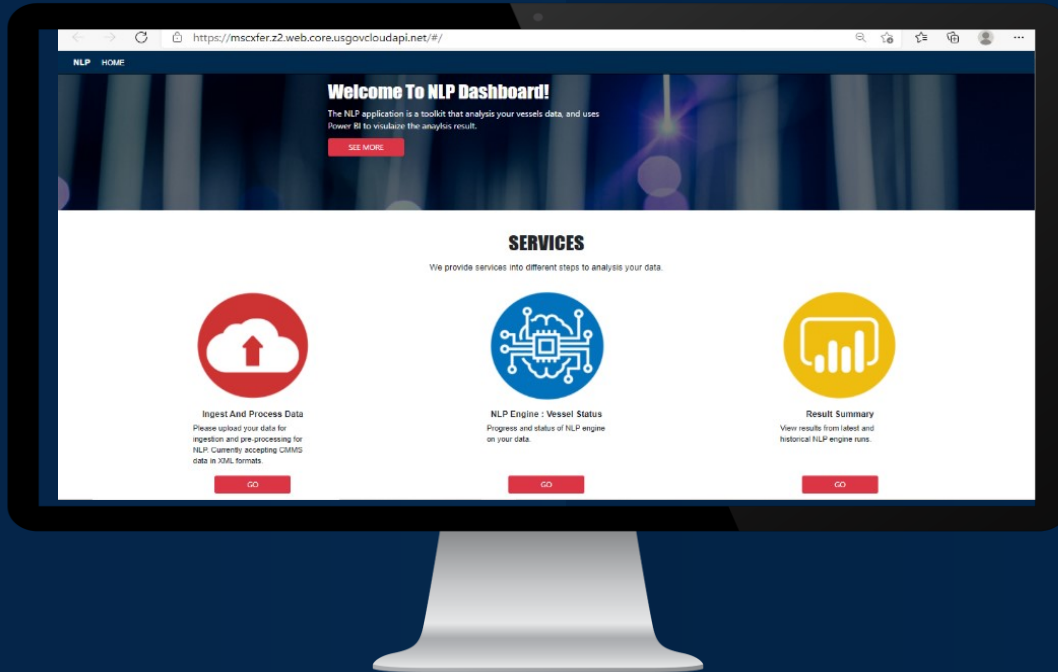 https://mscxfer.z2.web.core.usgovcloudapi.net/#/
NLP HOME
Welcome To NLP Dashboard!
The NLP application is a toolkit that analysis your vessels data, and uses
Power BI to visulaize the anaylsis result.
SEE MORE
SERVICES
We provide services into different steps to analysis your data.
Ingest And Process Data
Please upload your data for
ingestion and pre-processing for
NLP. Currently accepting CMMS
data in XML formats.
GO
NLP Engine : Vessel Status
Progress and status of NLP engine
on your data.
GO
Result Summary
View results from latest and
historical NLP engine runs.
GO